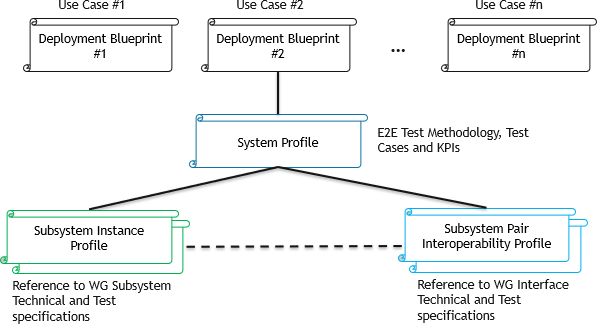 Use Case #1
Use Case #2
Use Case #n
Deployment Blueprint
#1
Deployment Blueprint
#2
...
Deployment Blueprint
#n
System Profile
E2E Test Methodology, Test
Cases and KPIs
Subsystem Instance
Profile
Subsystem Pair
Interoperability Profile
Reference to WG Subsystem
Technical and Test
specifications
Reference to WG Interface
Technical and Test
specifications